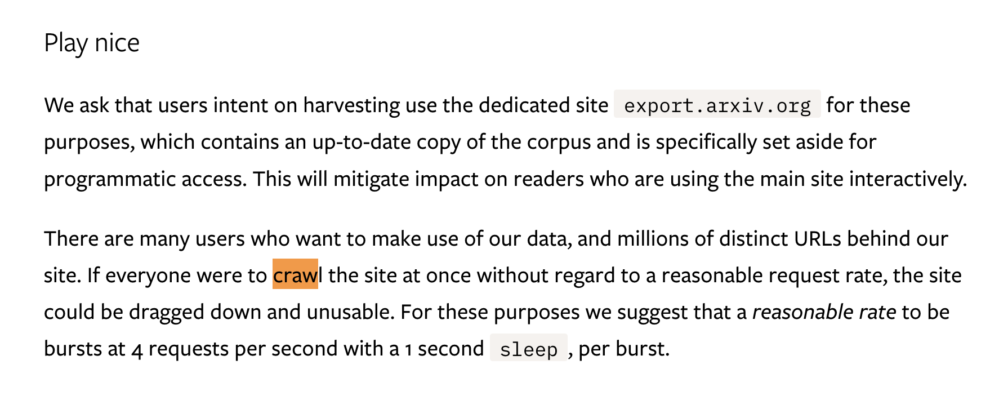 Play nice
We ask that users intent on harvesting use the dedicated site export.arxiv.org for these
purposes, which contains an up-to-date copy of the corpus and is specifically set aside for
programmatic access. This will mitigate impact on readers who are using the main site interactively.
There are many users who want to make use of our data, and millions of distinct URLs behind our
site. If everyone were to crawl the site at once without regard to a reasonable request rate, the site
could be dragged down and unusable. For these purposes we suggest that a reasonable rate to be
bursts at 4 requests per second with a 1 second sleep , per burst.